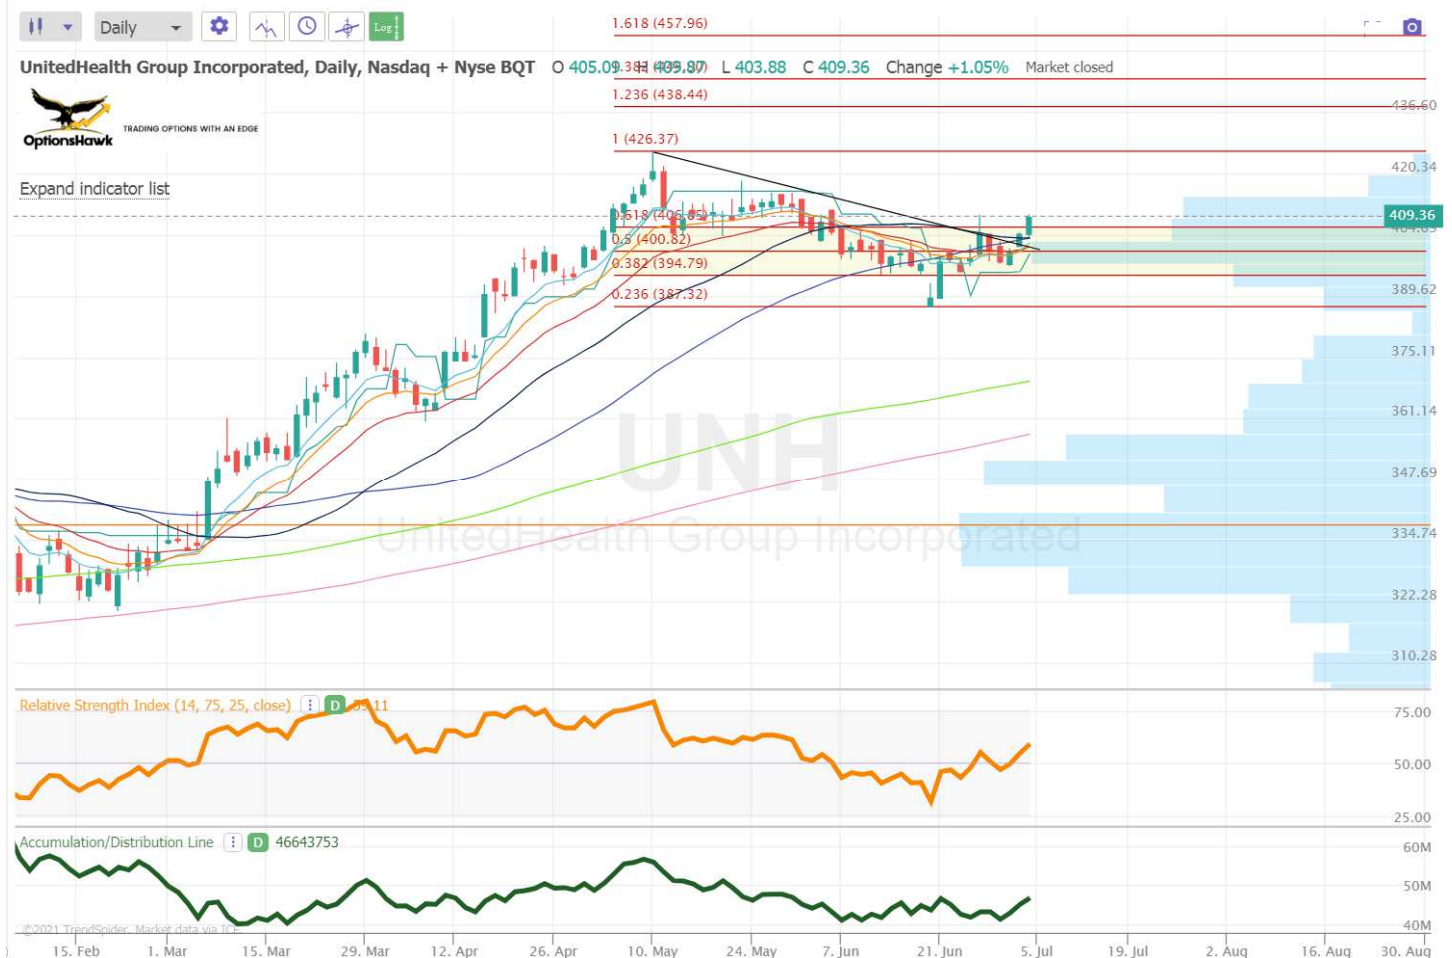 Daily
Log
UnitedHealth Group Incorporated, Daily, Nasdaq + Nyse BQT O 405.09 H 409.87 L 403.88 C 409.36 Change +1.05% Market closed
OptionsHawk
TRADING OPTIONS WITH AN EDGE
Expand indicator list
1.618 (457.96)
1.236 (438.44)
1 (426.37)
0.5 (400.82)
0.382 (394.79)
0.236 (387.32)
436.60
420.34
409.36
389.62
375.11
361.14
347.69
334.74
322.28
310.28
UNH
UnitedHealth Group Incorporated
Relative Strength Index (14, 75, 25, close) D
75.00
50.00
25.00
Accumulation/Distribution Line D 46643753
60M
50M
40M
©2021 TrendSpider. Market data via ICE.
15. Feb 1. Mar 15. Mar 29. Mar 12. Apr 26. Apr 10. May 24. May 7. Jun 21. Jun 5. Jul 19. Jul 2. Aug 16. Aug 30. Aug